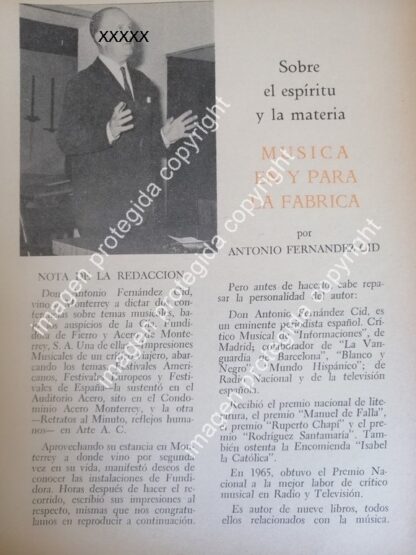 XXXXX
Sobre
el espíritu
y la materia
MUSICA
EN Y PARA
LA FABRICA
por
ANTONIO FERNANDEZ CID
NOTA DE LA REDACCION
Don Antonio Fernández Cid,
vino a Monterrey a dictar dos con-
ferencias sobre temas musicales, ba-
jo los auspicios de la Cía. Fundi-
dora de Fierro y Acero de Monte-
rrey, S. A. Una de ellas —Impresiones
Musicales de un crítico viajero, abar-
cando los temas: Festivales Ameri-
canos, Festivales Europeos y Festi-
vales de España— la sustentó en el
Auditorio Acero, sito en el Condo-
minio Acero Monterrey, y la otra
—Retratos al Minuto, reflejos huma-
nos— en Arte A. C.
Aprovechando su estancia en Mon-
terrey a donde vino por segunda
vez en su vida, manifestó deseos de
conocer las instalaciones de Fundi-
dora. Horas después de hacer el re-
corrido, escribió sus impresiones al
respecto, mismas que nos congratu-
lamos en reproducir a continuación.
Pero antes de hacerlo, cabe repa-
sar la personalidad del autor:
Don Antonio Fernández Cid, es
un eminente periodista español. Crí-
tico Musical de "Informaciones", de
Madrid; colaborador de "La Van-
guardia de Barcelona", "Blanco y
Negro", "Mundo Hispánico"; de
Radio Nacional y de la televisión
española.
Recibió el premio nacional de lite-
ratura, el premio "Manuel de Falla",
el premio "Ruperto Chapí" y el pre-
mio "Rodríguez Santamaría". Tam-
bién ostenta la Encomienda "Isabel
la Católica".
En 1965, obtuvo el Premio Na-
cional a la mejor labor de crítico
musical en Radio y Televisión.
Es autor de nueve libros, todos
ellos relacionados con la música.
imagen protegida copyright
imagen protegida copyright
imagen protegida copyright